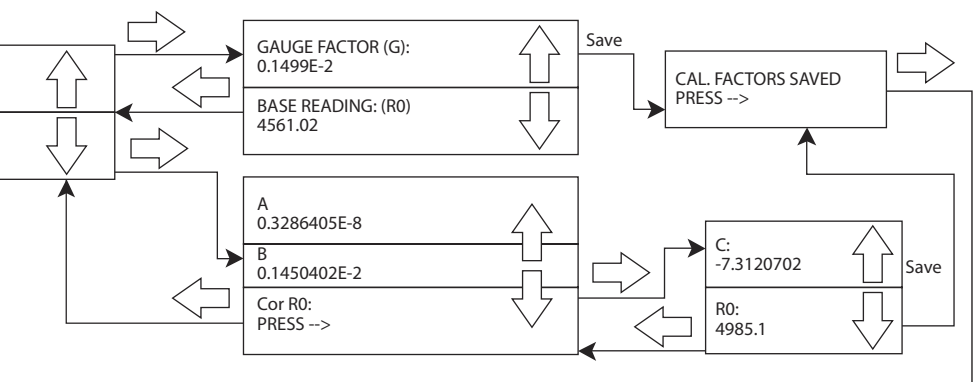 GAUGE FACTOR (G):
0.1499E-2
BASE READING: (R0)
4561.02
Save
CAL. FACTORS SAVED
PRESS -->
A
0.3286405E-8
B
0.1450402E-2
Cor R0:
PRESS -->
C:
-7.3120702
R0:
4985.1
Save